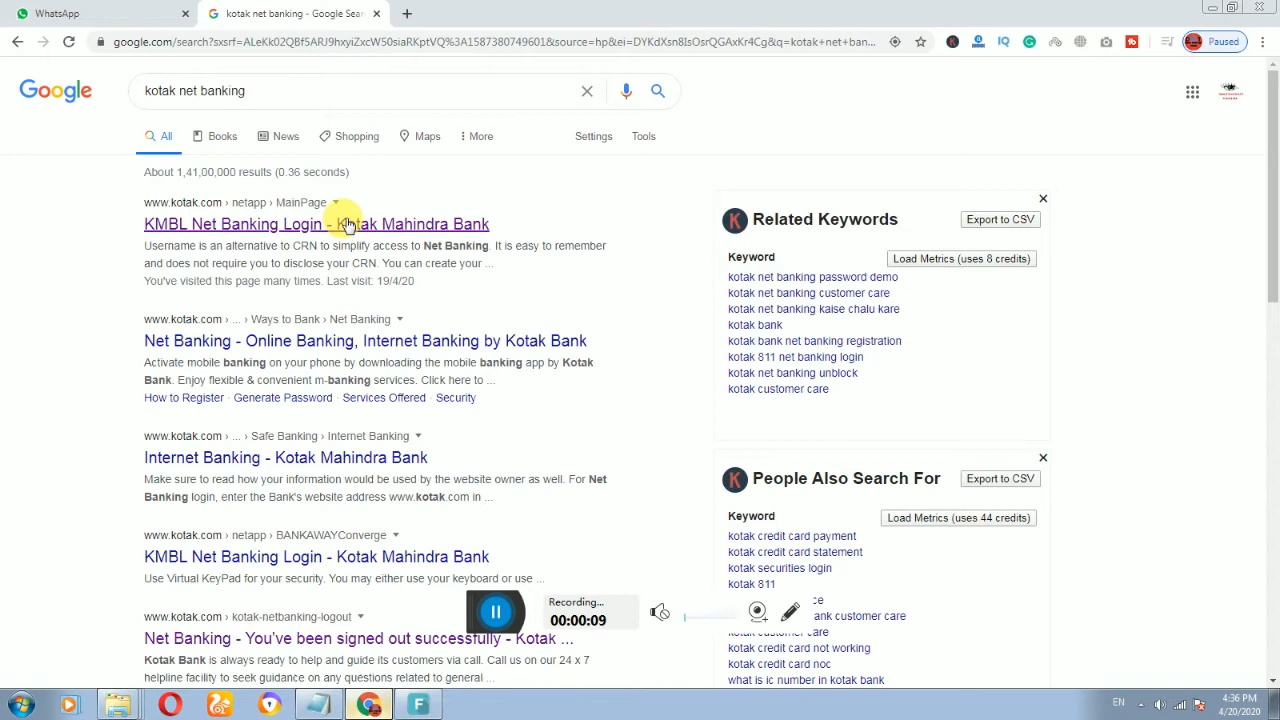 WhatsApp
kotak net banking - Google Sear
google.com/search?sxsrf=ALeKk02QBf5ARJ9hxyiZxcW50siaRKptVQ%3A1587380749601&source=hp&ei=DYKdXsn8IsOsrQGAxKr4Cg&q=kotak+net+ban...
Paused
Google
kotak net banking
All
Books
News
Shopping
Maps
More
Settings
Tools
About 1,41,00,000 results (0.36 seconds)
www.kotak.com › netapp › MainPage
KMBL Net Banking Login - Kotak Mahindra Bank
Username is an alternative to CRN to simplify access to Net Banking. It is easy to remember
and does not require you to disclose your CRN. You can create your ...
You've visited this page many times. Last visit: 19/4/20
www.kotak.com › ... › Ways to Bank › Net Banking
Net Banking - Online Banking, Internet Banking by Kotak Bank
Activate mobile banking on your phone by downloading the mobile banking app by Kotak
Bank. Enjoy flexible & convenient m-banking services. Click here to ...
How to Register · Generate Password · Services Offered · Security
www.kotak.com › ... › Safe Banking › Internet Banking
Internet Banking - Kotak Mahindra Bank
Make sure to read how your information would be used by the website owner as well. For Net
Banking login, enter the Bank's website address www.kotak.com in ...
www.kotak.com › netapp › BANKAWAYConverge
KMBL Net Banking Login - Kotak Mahindra Bank
Use Virtual KeyPad for your security. You may either use your keyboard or use ...
www.kotak.com › kotak-netbanking-logout
Net Banking - You've been signed out successfully - Kotak ...
Kotak Bank is always ready to help and guide its customers via call. Call us on our 24 x 7
helpline facility to seek guidance on any questions related to general ...
Related Keywords
Export to CSV
Keyword
Load Metrics (uses 8 credits)
kotak net banking password demo
kotak net banking customer care
kotak net banking kaise chalu kare
kotak bank
kotak bank net banking registration
kotak 811 net banking login
kotak net banking unblock
kotak customer care
People Also Search For
Export to CSV
Keyword
Load Metrics (uses 44 credits)
kotak credit card payment
kotak credit card statement
kotak securities login
kotak 811
ce
ank customer care
kotak customer care
kotak credit card not working
kotak credit card noc
what is ic number in kotak bank
Recording...
00:00:09
EN
4:36 PM
4/20/2020